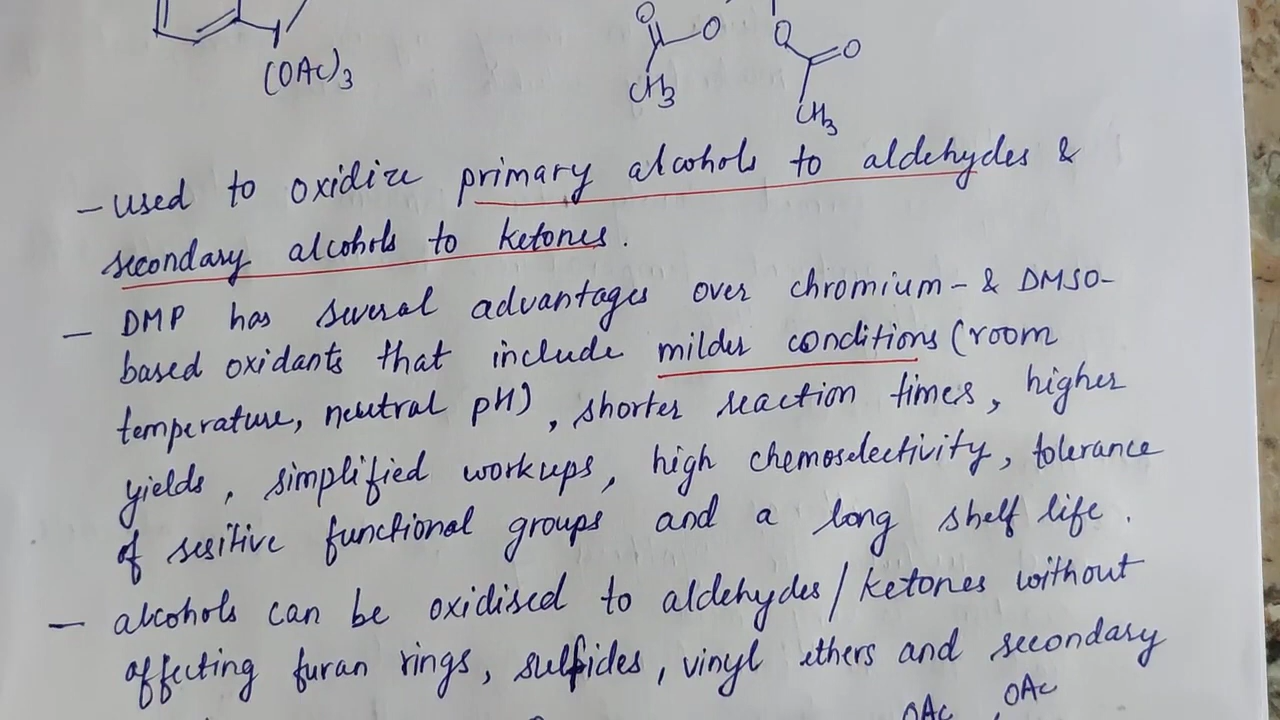 (OAc)3
O O O O
CH3
CH3
– used to oxidize primary alcohols to aldehydes &
secondary alcohols to ketones.
– DMP has several advantages over chromium- & DMSO-
based oxidants that include milder conditions (room
temperature, neutral pH), shorter reaction times, higher
yields, simplified workups, high chemoselectivity, tolerance
of sesitive functional groups and a long shelf life.
– alcohols can be oxidised to aldehydes/ketones without
affecting furan rings, sulfides, vinyl ethers and secondary
OAc OAc